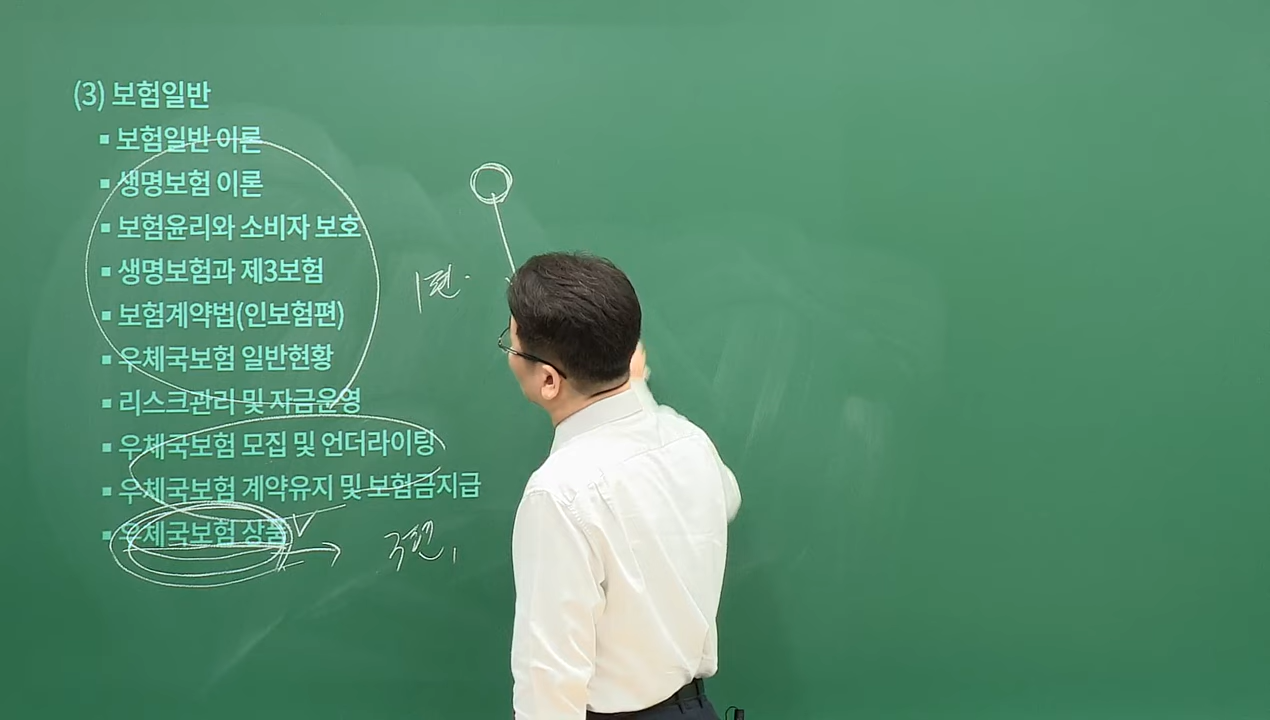 (3) 보험일반
▪ 보험일반 이론
▪ 생명보험 이론
▪ 보험윤리와 소비자 보호
▪ 생명보험과 제3보험
▪ 보험계약법(인보험편)
▪ 우체국보험 일반현황
▪ 리스크관리 및 자금운영
▪ 우체국보험 모집 및 언더라이팅
▪ 우체국보험 계약유지 및 보험금지급
▪ 우체국보험 상품
1편.